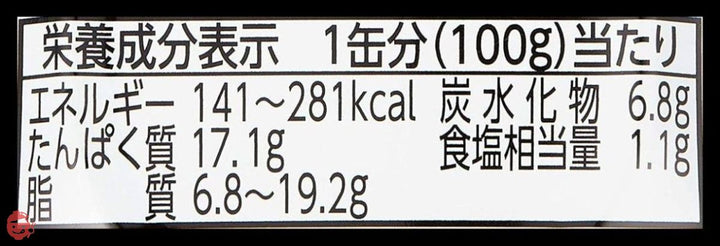 栄養成分表示 1缶分(100g)当たり
エネルギー 141〜281kcal 炭水化物 6.8g
たんぱく質 17.1g 食塩相当量 1.1g
脂質 6.8〜19.2g